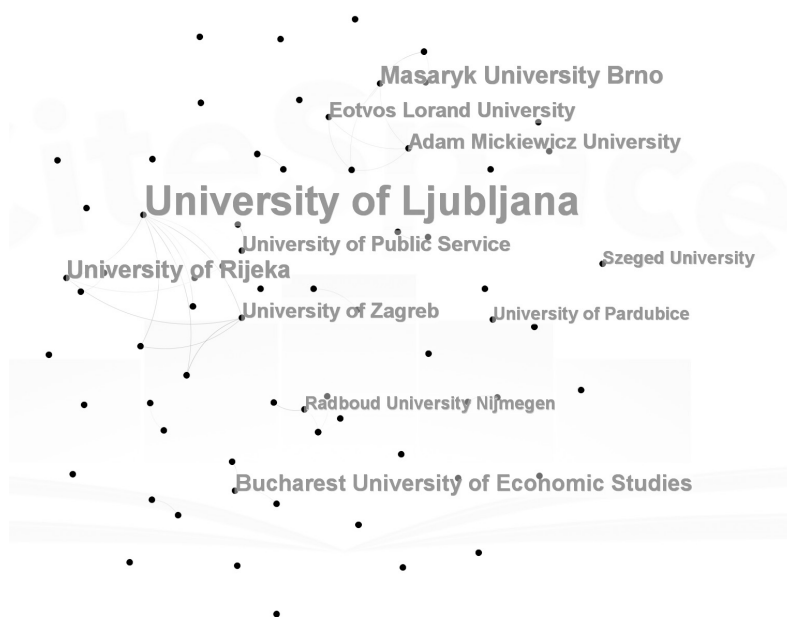 Masaryk University Brno
Eotvos Lorand University
Adam Mickiewicz University
University of Ljubljana
University of Public Service
Szeged University
University of Rijeka
University of Zagreb
University of Pardubice
Radboud University Nijmegen
Bucharest University of Economic Studies
CiteSpace